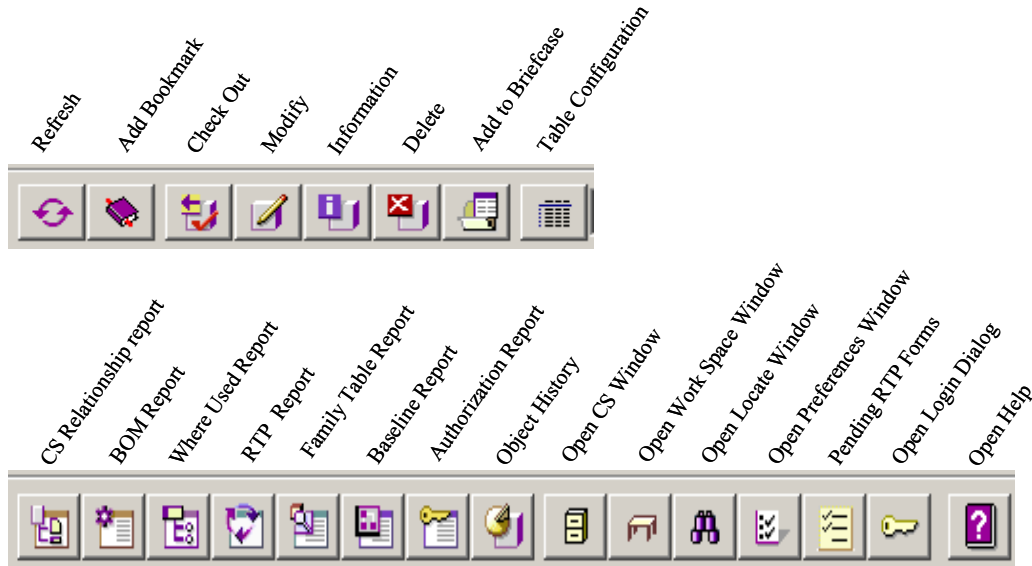 Refresh
Add Bookmark
Check Out
Modify
Information
Delete
Add to Briefcase
Table Configuration
i
CS Relationship report
BOM Report
Where Used Report
RTP Report
Family Table Report
Baseline Report
Authorization Report
Object History
Open CS Window
Open Work Space Window
Open Locate Window
Open Preferences Window
Pending RTP Forms
Open Login Dialog
Open Help
?